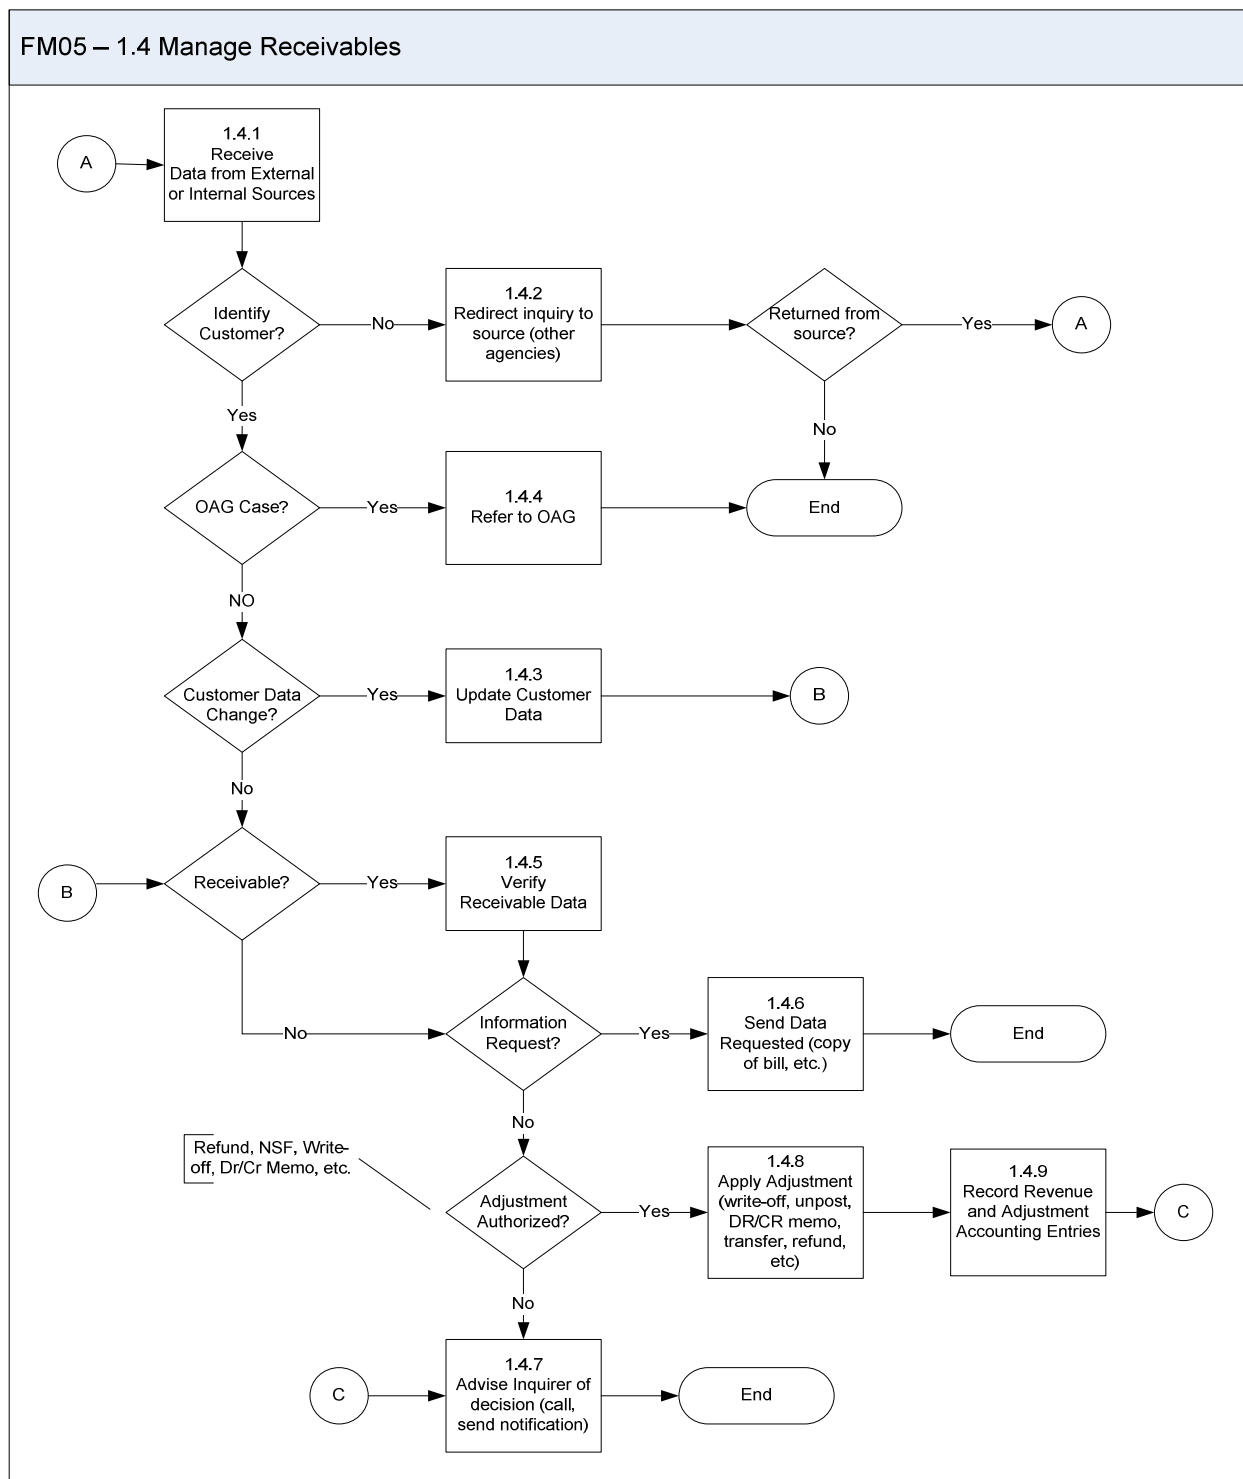 FM05 – 1.4 Manage Receivables
1.4.1
Receive
Data from External
or Internal Sources
A
Identify
Customer?
No
1.4.2
Redirect inquiry to
source (other
agencies)
Returned from
source?
Yes
A
Yes
No
OAG Case?
Yes
1.4.4
Refer to OAG
End
NO
Customer Data
Change?
Yes
1.4.3
Update Customer
Data
B
No
B
Receivable?
Yes
1.4.5
Verify
Receivable Data
No
Information
Request?
Yes
1.4.6
Send Data
Requested (copy
of bill, etc.)
End
No
Refund, NSF, Write-
off, Dr/Cr Memo, etc.
Adjustment
Authorized?
Yes
1.4.8
Apply Adjustment
(write-off, unpost,
DR/CR memo,
transfer, refund,
etc)
1.4.9
Record Revenue
and Adjustment
Accounting Entries
C
No
C
1.4.7
Advise Inquirer of
decision (call,
send notification)
End